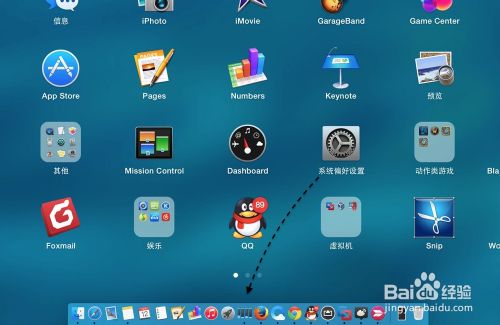 信息
iPhoto
iMovie
GarageBand
Game Center
App Store
Pages
Numbers
Keynote
预览
其他
Mission Control
Dashboard
系统偏好设置
动作类游戏
Bla
Foxmail
娱乐
89
QQ
虚拟机
Snip
Wo
Baidu经验
jingyan.baidu.com